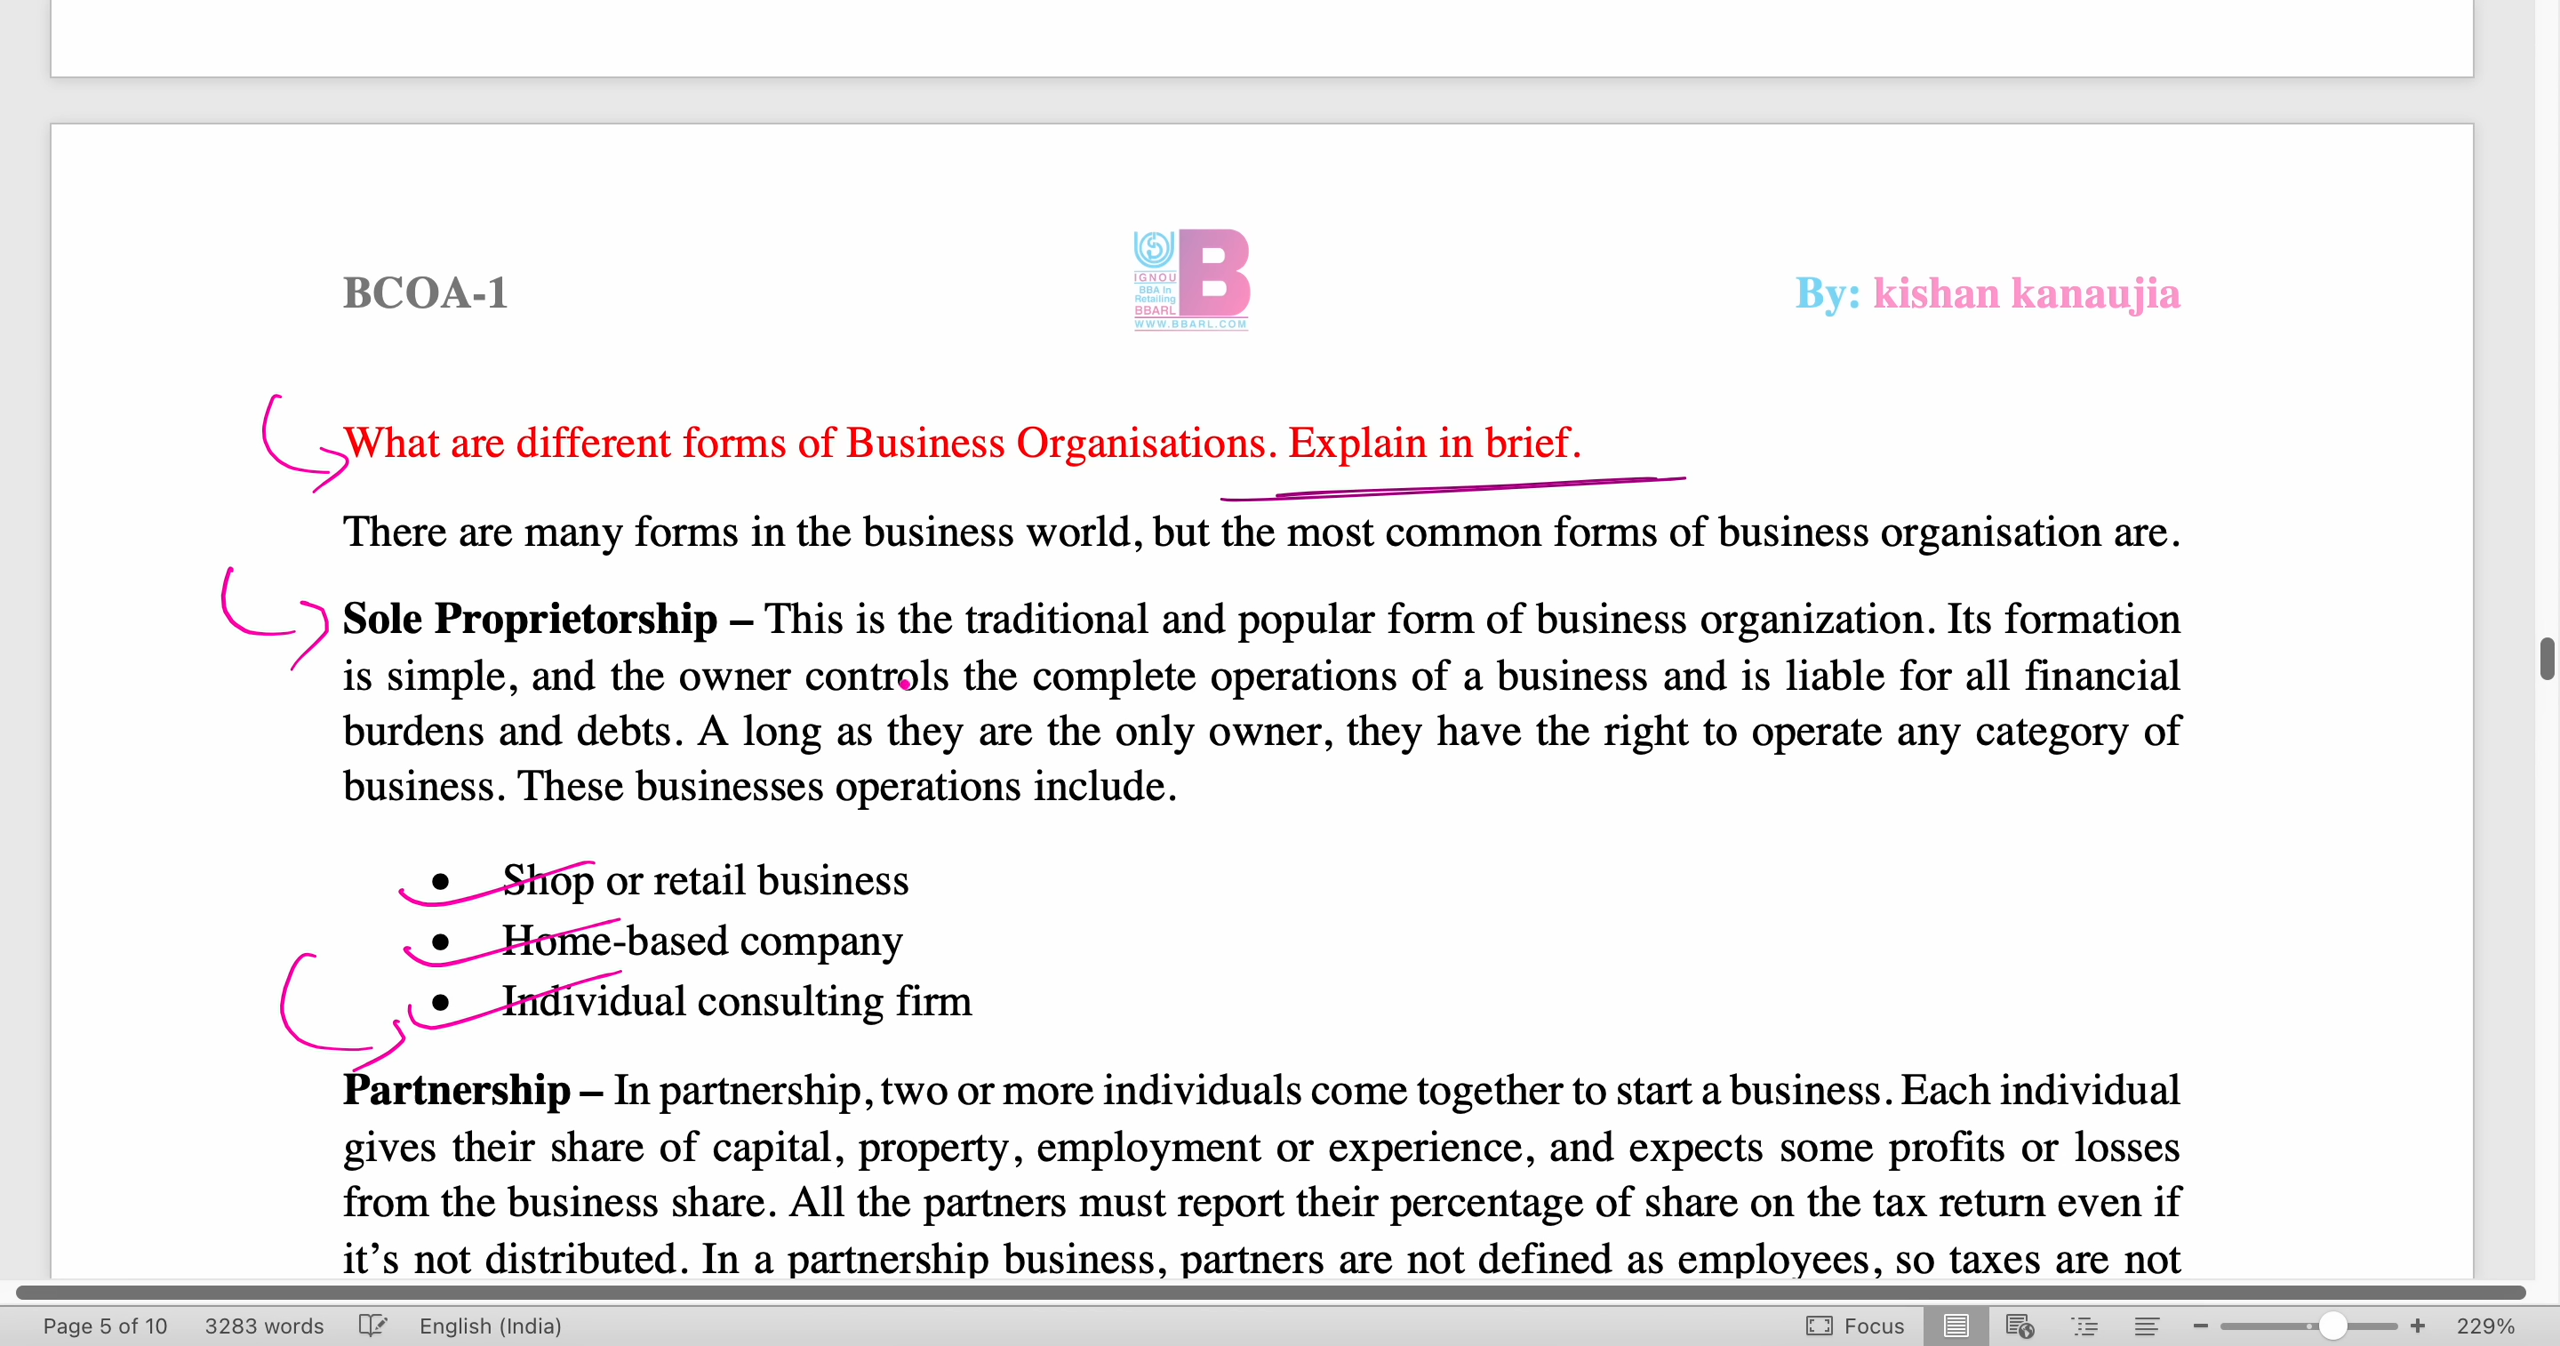 BCOA-1
IGNOU
BBA In
Retailing
BBARL
WWW.BBARL.COM
B
By: kishan kanaujia
What are different forms of Business Organisations. Explain in brief.
There are many forms in the business world, but the most common forms of business organisation are.
Sole Proprietorship – This is the traditional and popular form of business organization. Its formation
is simple, and the owner controls the complete operations of a business and is liable for all financial
burdens and debts. A long as they are the only owner, they have the right to operate any category of
business. These businesses operations include.
• Shop or retail business
• Home-based company
• Individual consulting firm
Partnership – In partnership, two or more individuals come together to start a business. Each individual
gives their share of capital, property, employment or experience, and expects some profits or losses
from the business share. All the partners must report their percentage of share on the tax return even if
it’s not distributed. In a partnership business, partners are not defined as employees, so taxes are not
Page 5 of 10 3283 words English (India) Focus 229%